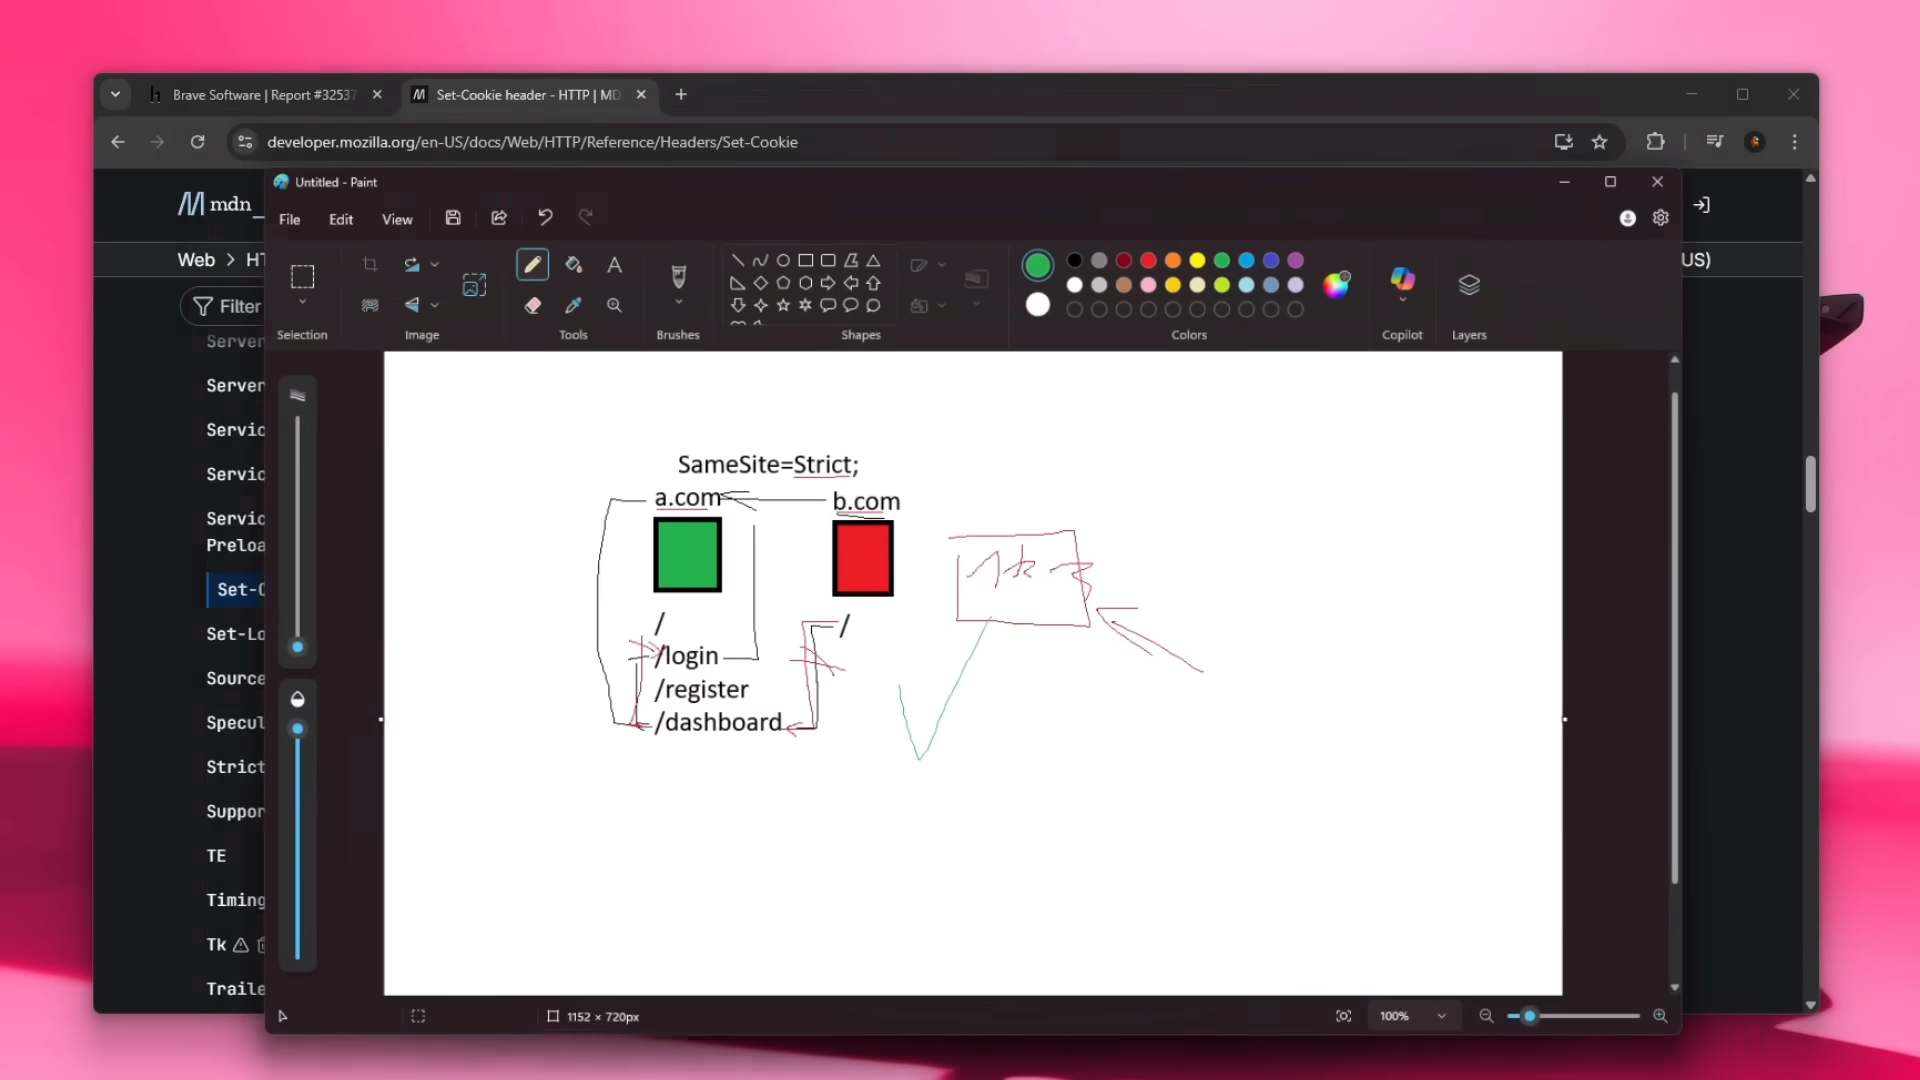 Brave Software | Report #32537
Set-Cookie header - HTTP | MD
developer.mozilla.org/en-US/docs/Web/HTTP/Reference/Headers/Set-Cookie
Untitled - Paint
mdn_
File Edit View
Web > HT
US)
Filter
Selection Image Tools Brushes Shapes Colors Copilot Layers
Server
Server
Servic
Servic
Servic
Preloa
Set-C
Set-Lo
Source
Specul
Strict
Suppor
TE
Timing
Tk
Traile
SameSite=Strict;
a.com b.com
/ /
/login
/register
/dashboard
1152 × 720px
100%